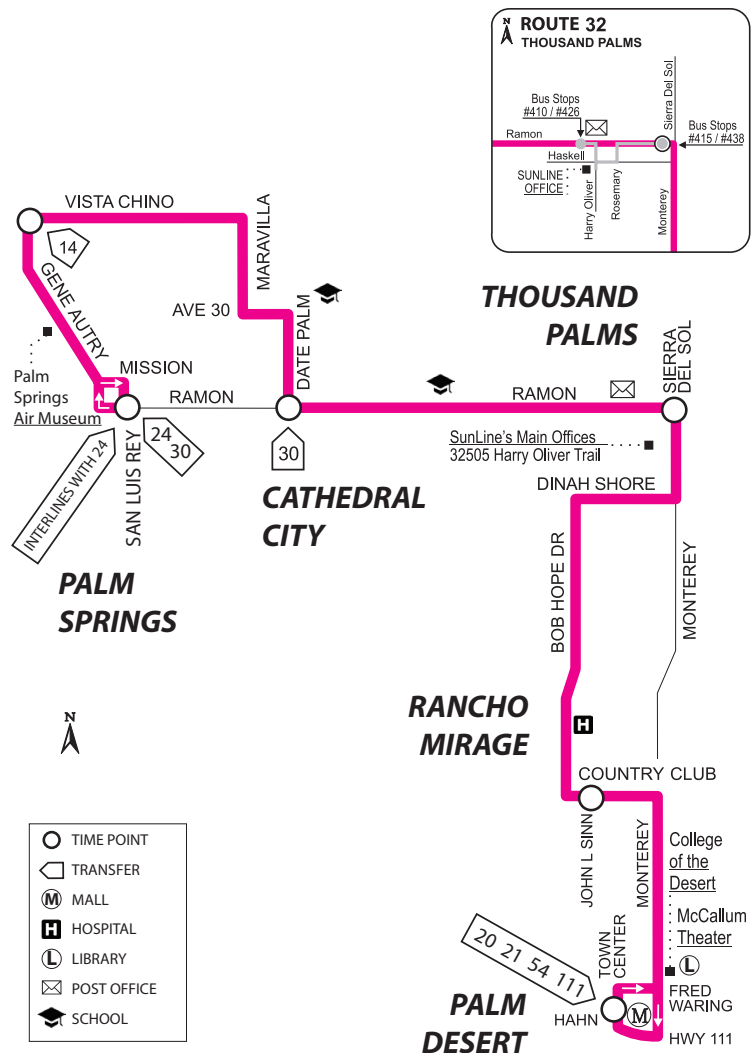 N
ROUTE 32
THOUSAND PALMS
Sierra Del Sol
Bus Stops
#410 / #426
Bus Stops
#415 / #438
Ramon
Haskell
SUNLINE
OFFICE
Harry Oliver
Rosemary
Monterey
VISTA CHINO
14
MARAVILLA
GENE AUTRY
AVE 30
DATE PALM
THOUSAND
PALMS
Palm
Springs
Air Museum
MISSION
RAMON
RAMON
SIERRA
DEL SOL
INTERLINES WITH 24
SAN LUIS REY
24
30
30
SunLine's Main Offices
32505 Harry Oliver Trail
DINAH SHORE
CATHEDRAL
CITY
PALM
SPRINGS
BOB HOPE DR
MONTEREY
N
RANCHO
MIRAGE
H
COUNTRY CLUB
JOHN L SINN
MONTEREY
College
of the
Desert
McCallum
Theater
L
TIME POINT
TRANSFER
M MALL
H HOSPITAL
L LIBRARY
POST OFFICE
SCHOOL
20 21 54 111
TOWN
CENTER
HAHN
M
FRED
WARING
HWY 111
PALM
DESERT